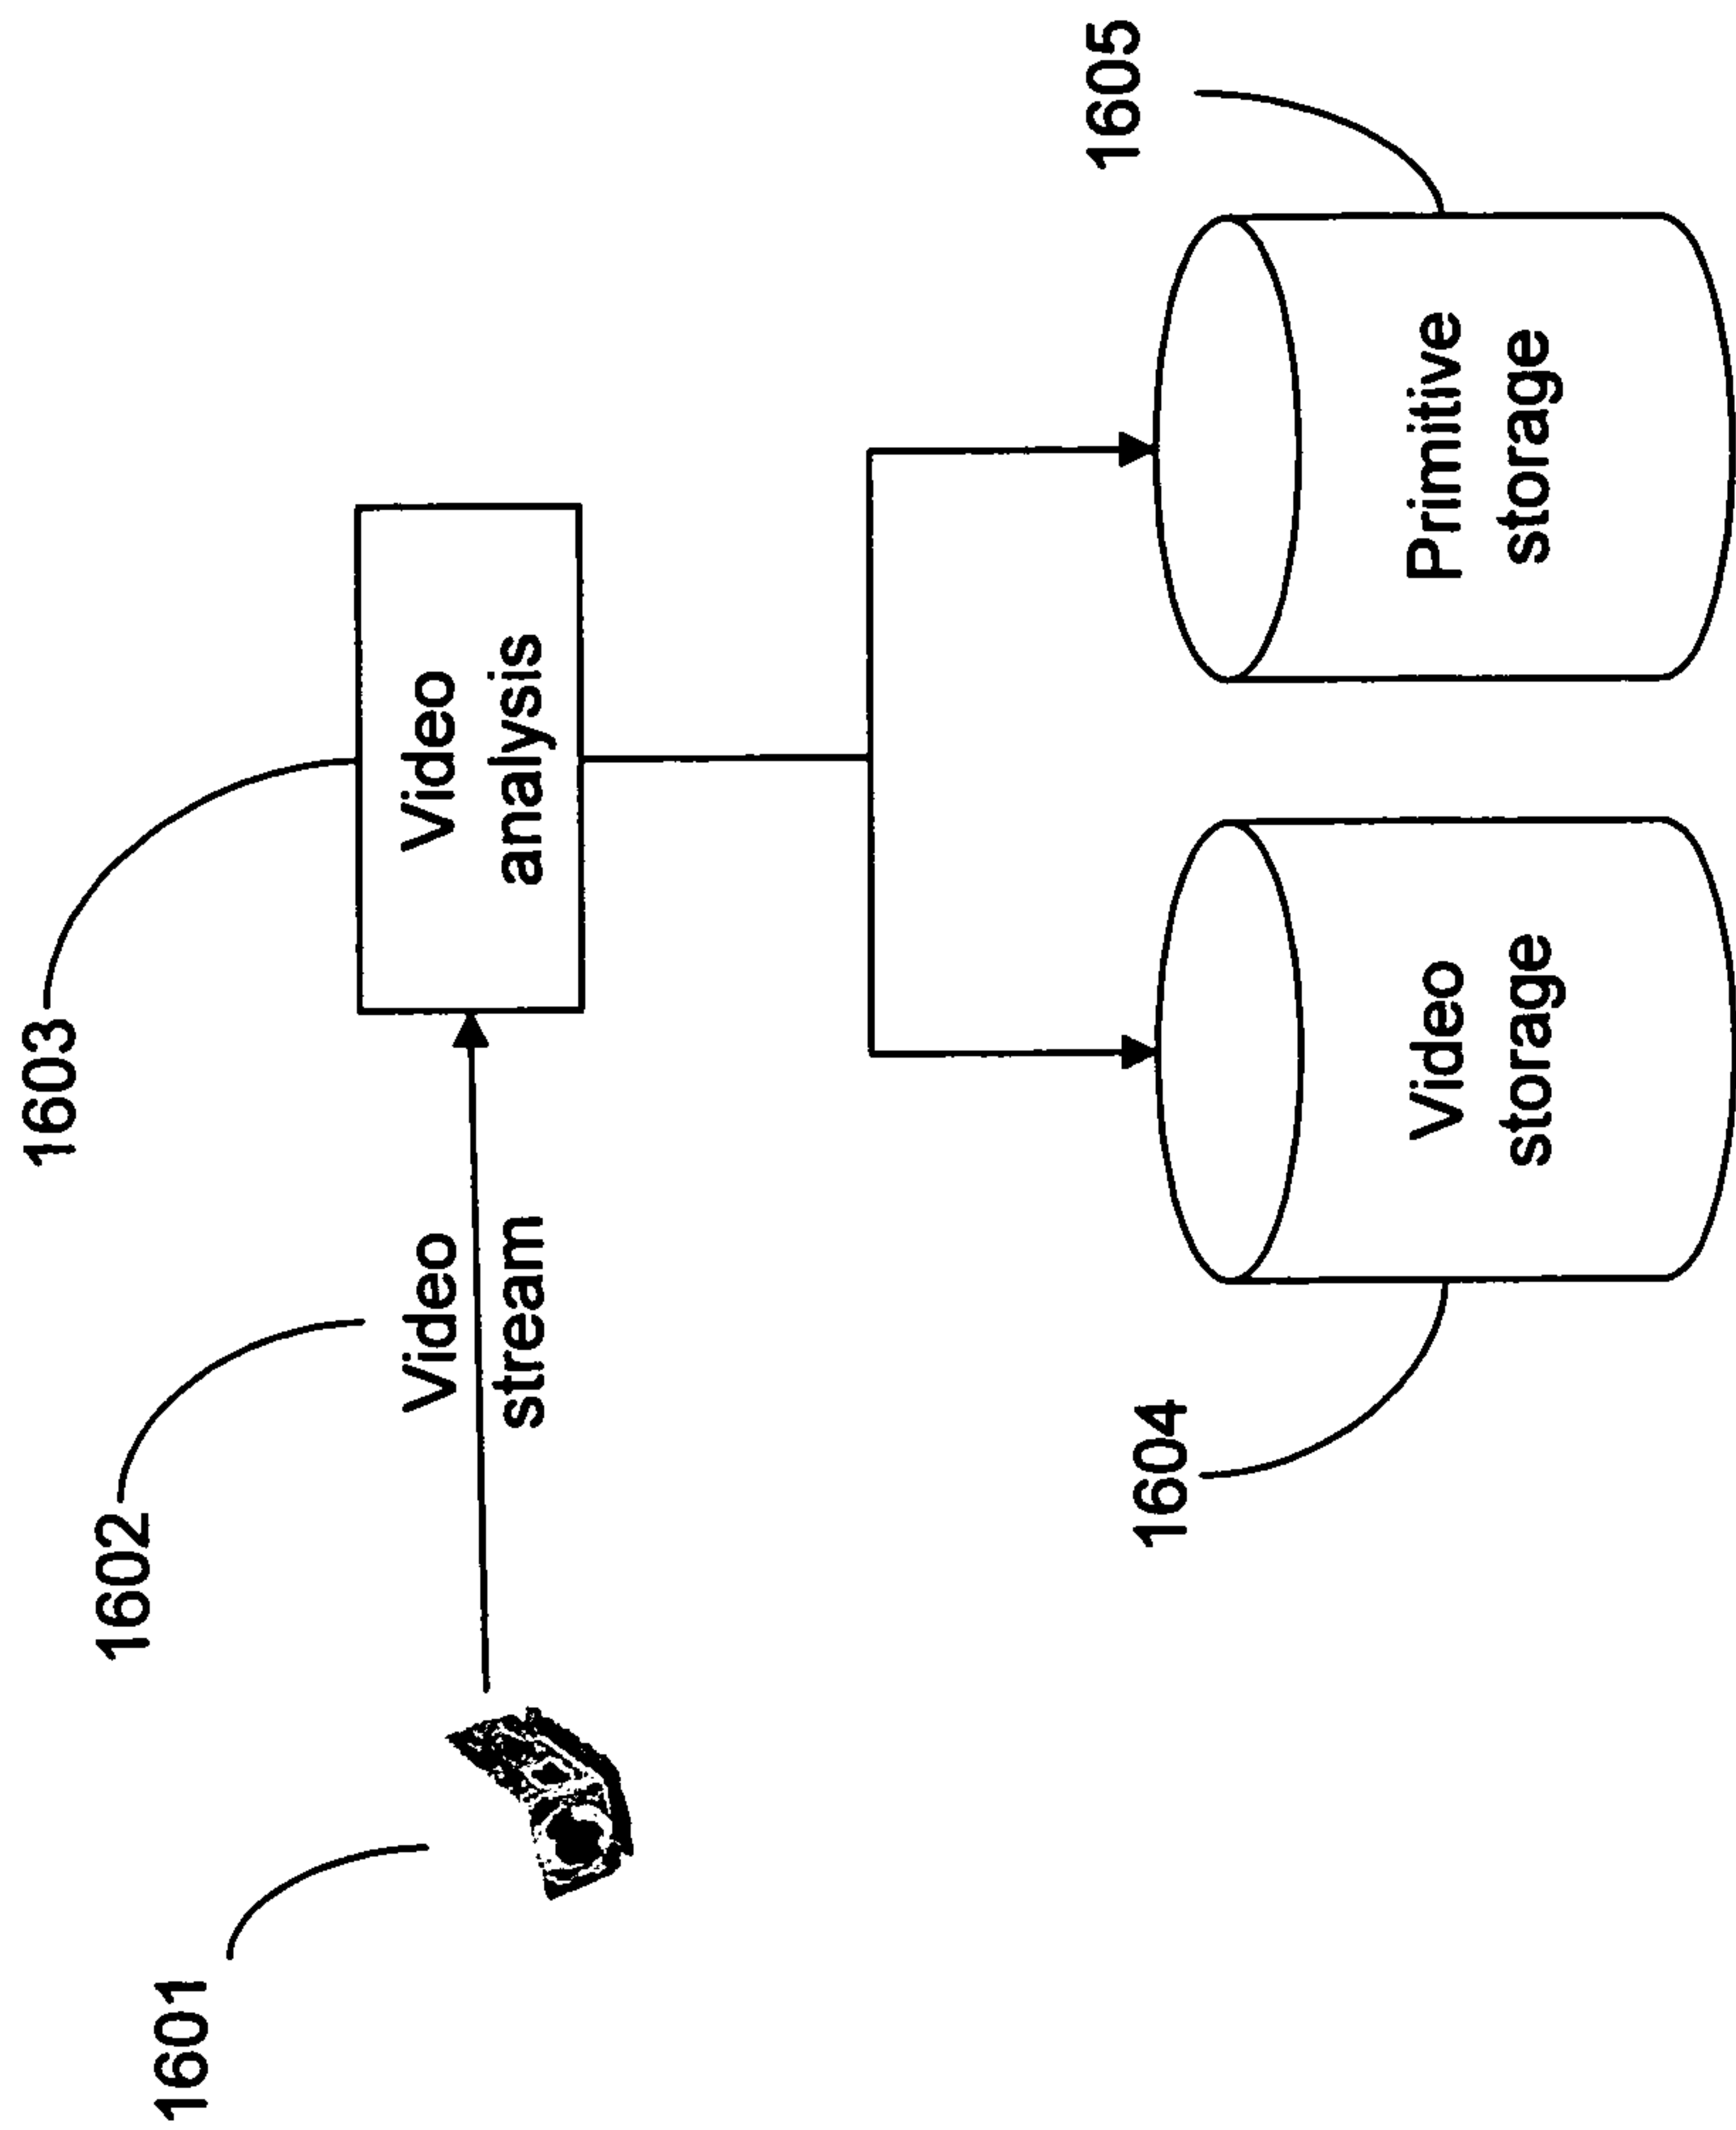 1603
1602
1601
Video
stream
Video
analysis
1605
1604
Video
storage
Primitive
storage